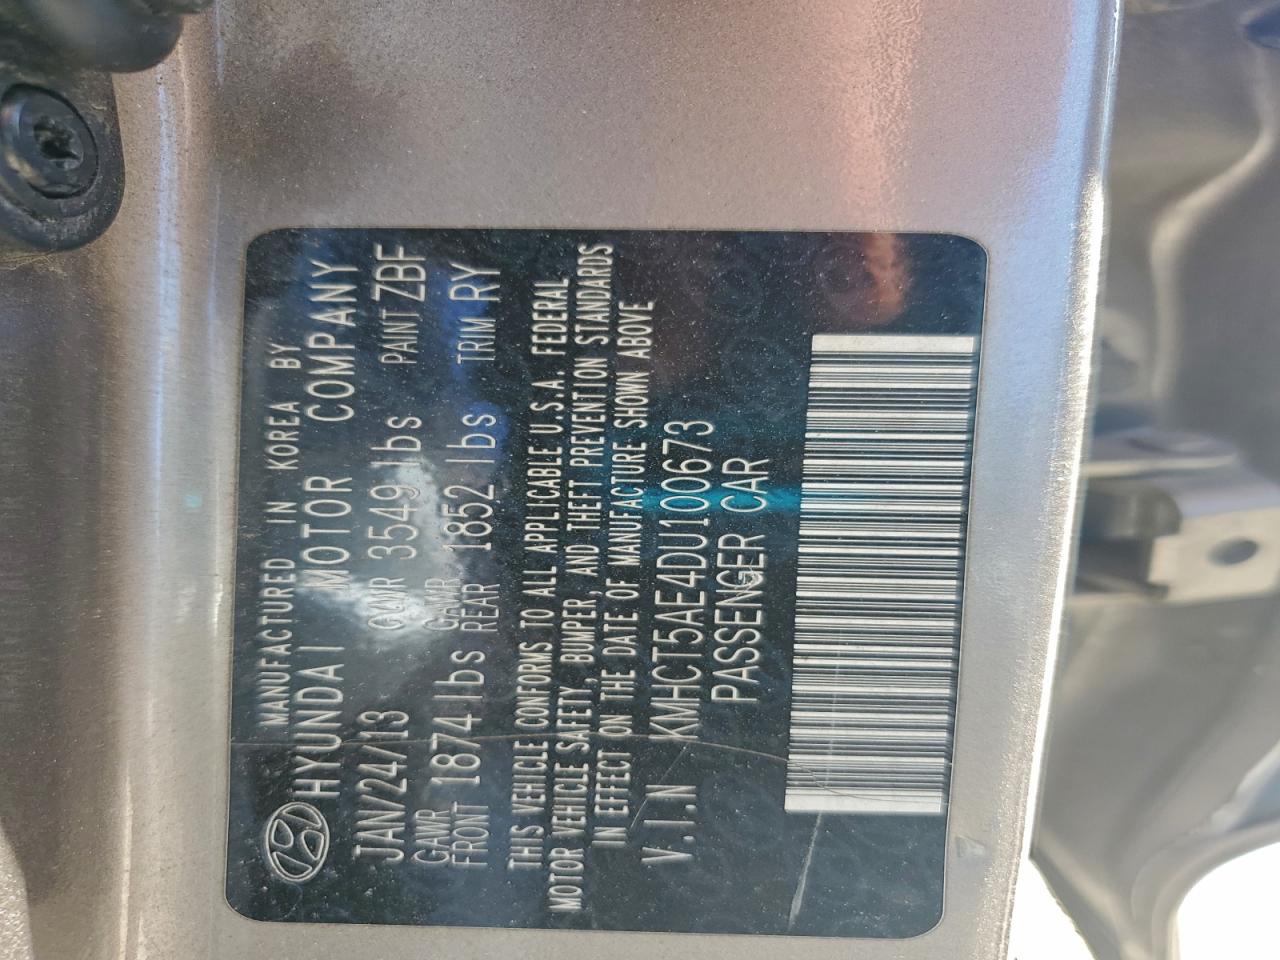 MANUFACTURED IN KOREA BY
HYUNDAI MOTOR COMPANY
JAN/24/13 GVWR 3549 lbs PAINT ZBF
GAWR FRONT 1874 lbs GAWR REAR 1852 lbs TRIM RY
THIS VEHICLE CONFORMS TO ALL APPLICABLE U.S.A. FEDERAL
MOTOR VEHICLE SAFETY, BUMPER, AND THEFT PREVENTION STANDARDS
IN EFFECT ON THE DATE OF MANUFACTURE SHOWN ABOVE
V.I.N KMHCT5AE4DU100673
PASSENGER CAR